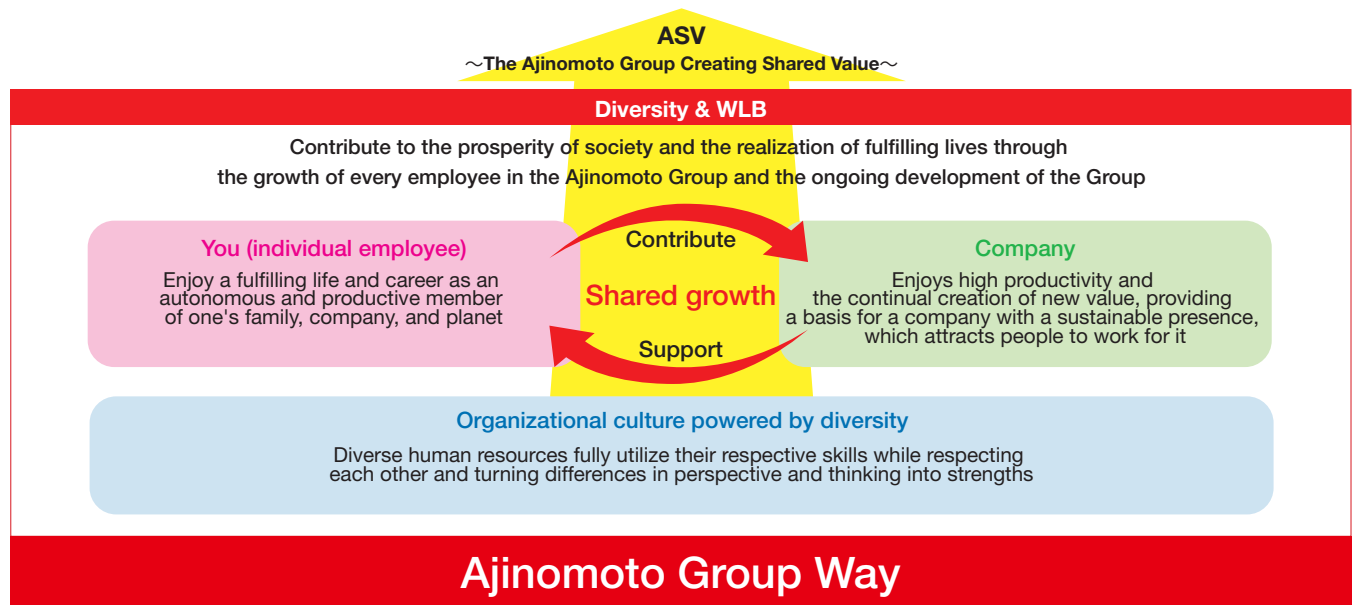 ASV
～The Ajinomoto Group Creating Shared Value～
Diversity & WLB
Contribute to the prosperity of society and the realization of fulfilling lives through
the growth of every employee in the Ajinomoto Group and the ongoing development of the Group
You (individual employee)
Enjoy a fulfilling life and career as an
autonomous and productive member
of one's family, company, and planet
Contribute
Shared growth
Support
Company
Enjoys high productivity and
the continual creation of new value, providing
a basis for a company with a sustainable presence,
which attracts people to work for it
Organizational culture powered by diversity
Diverse human resources fully utilize their respective skills while respecting
each other and turning differences in perspective and thinking into strengths
Ajinomoto Group Way